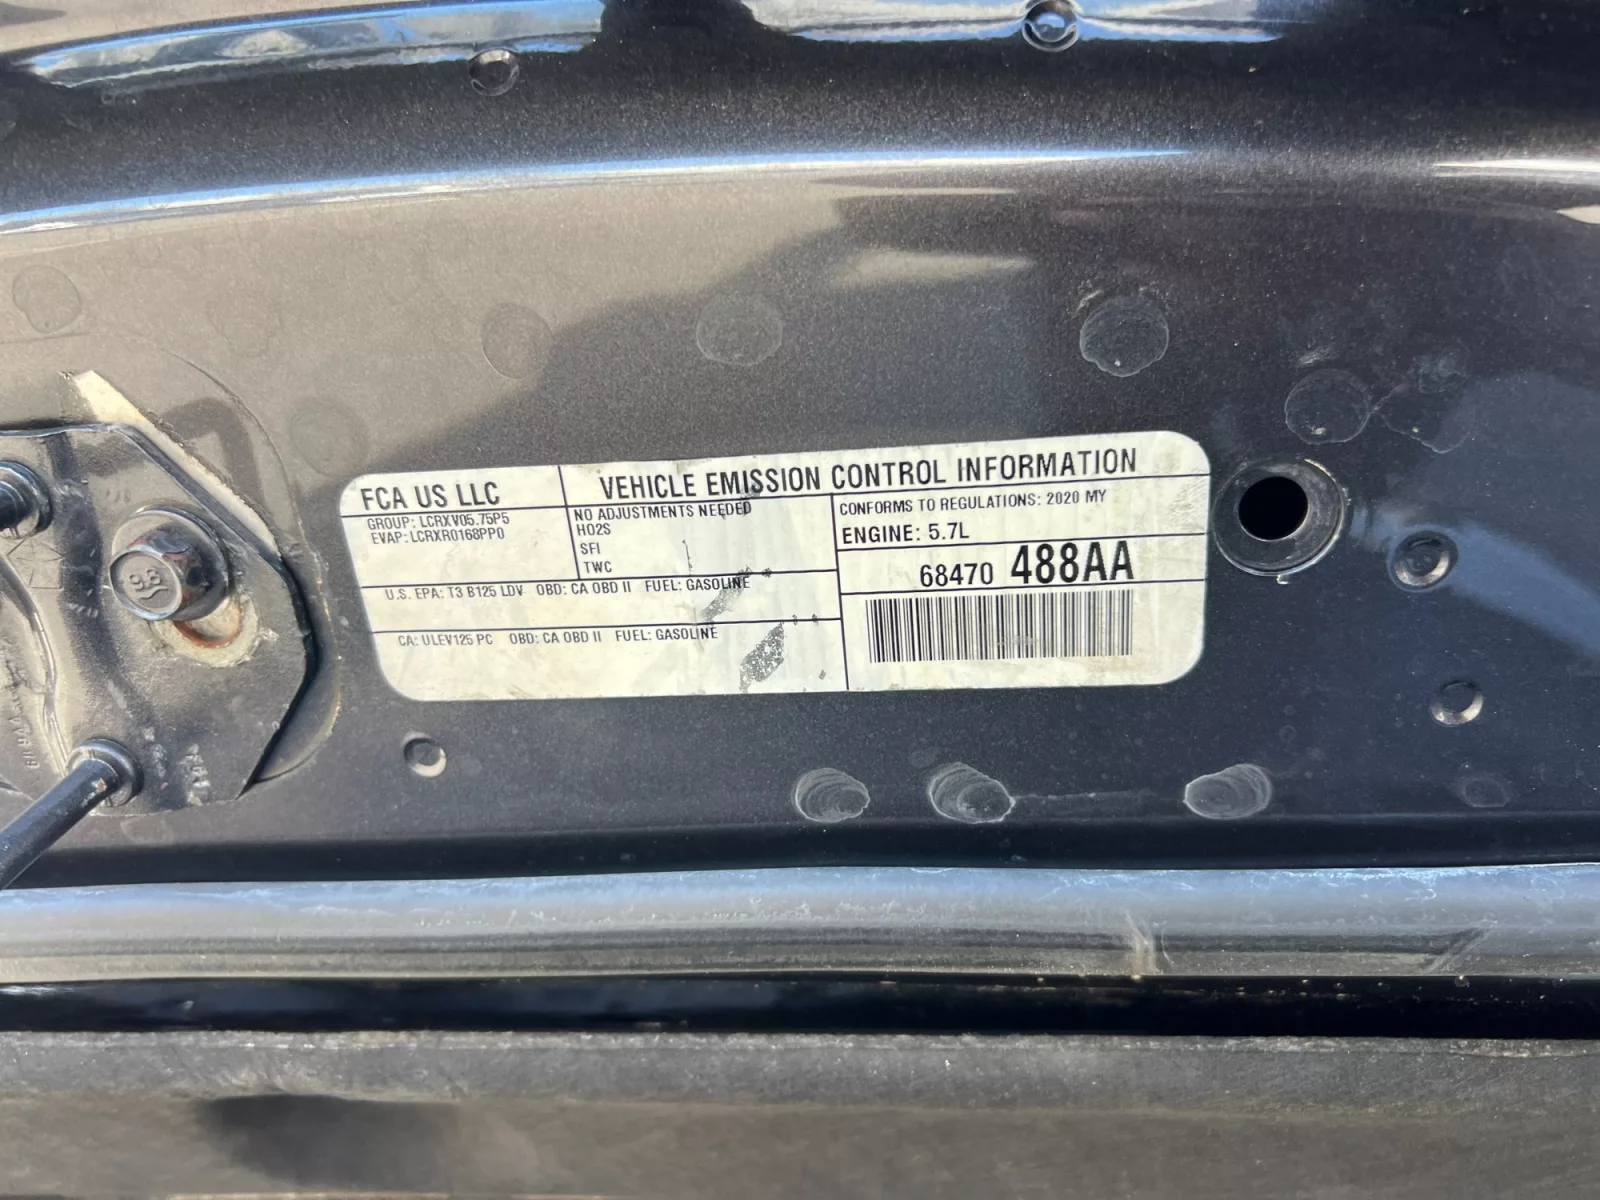 FCA US LLC
VEHICLE EMISSION CONTROL INFORMATION
GROUP: LCRXV05.75P5
EVAP: LCRXR0168PP0
NO ADJUSTMENTS NEEDED
HO2S
SFI
TWC
CONFORMS TO REGULATIONS: 2020 MY
ENGINE: 5.7L
68470 488AA
U.S. EPA: T3 B125 LDV OBD: CA OBD II FUEL: GASOLINE
CA: ULEV125 PC OBD: CA OBD II FUEL: GASOLINE
9.8